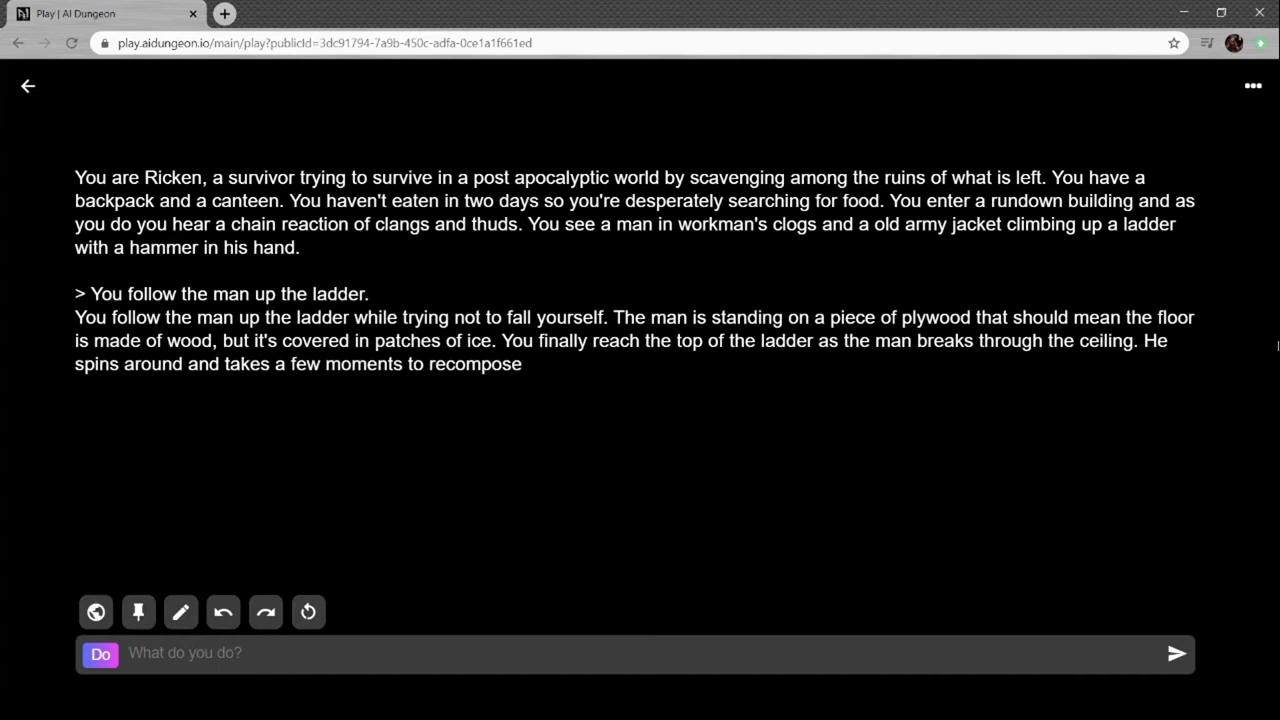 Play | AI Dungeon
play.aidungeon.io/main/play?publicId=3dc91794-7a9b-450c-adfa-0ce1a1f661ed
You are Ricken, a survivor trying to survive in a post apocalyptic world by scavenging among the ruins of what is left. You have a
backpack and a canteen. You haven't eaten in two days so you're desperately searching for food. You enter a rundown building and as
you do you hear a chain reaction of clangs and thuds. You see a man in workman's clogs and a old army jacket climbing up a ladder
with a hammer in his hand.
> You follow the man up the ladder.
You follow the man up the ladder while trying not to fall yourself. The man is standing on a piece of plywood that should mean the floor
is made of wood, but it's covered in patches of ice. You finally reach the top of the ladder as the man breaks through the ceiling. He
spins around and takes a few moments to recompose
Do What do you do?